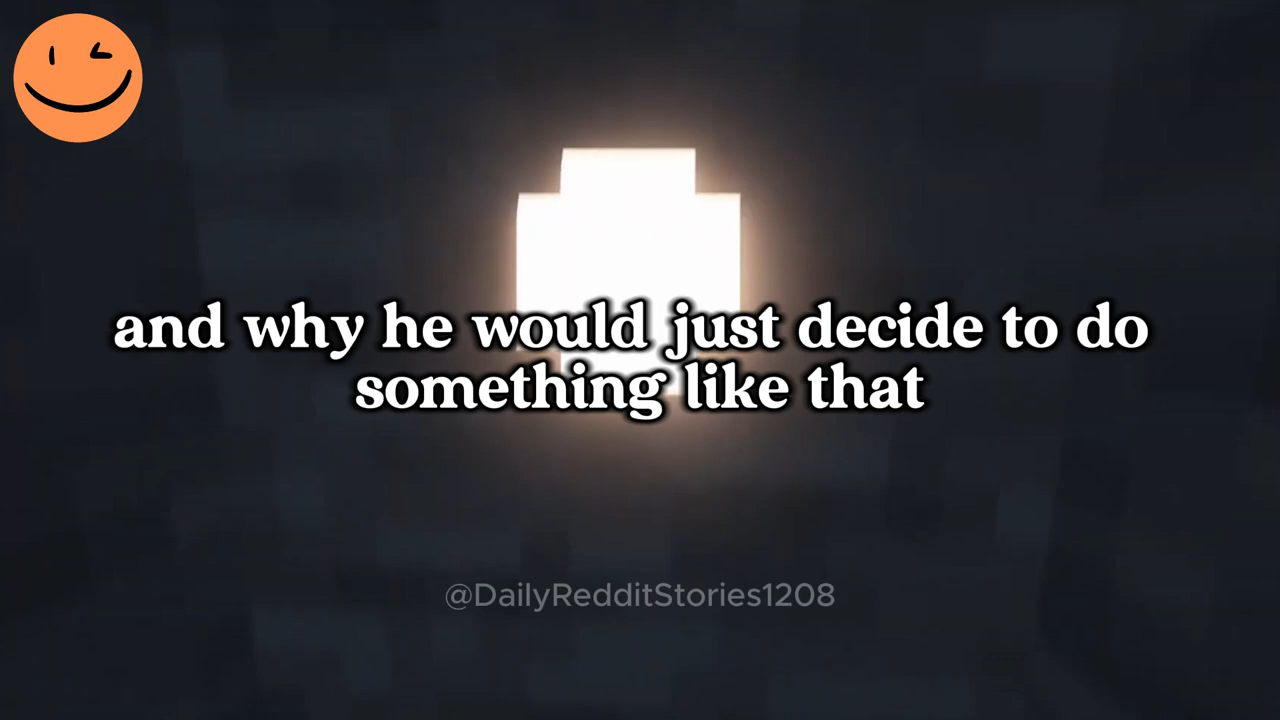 and why he would just decide to do
something like that
@DailyRedditStories1208